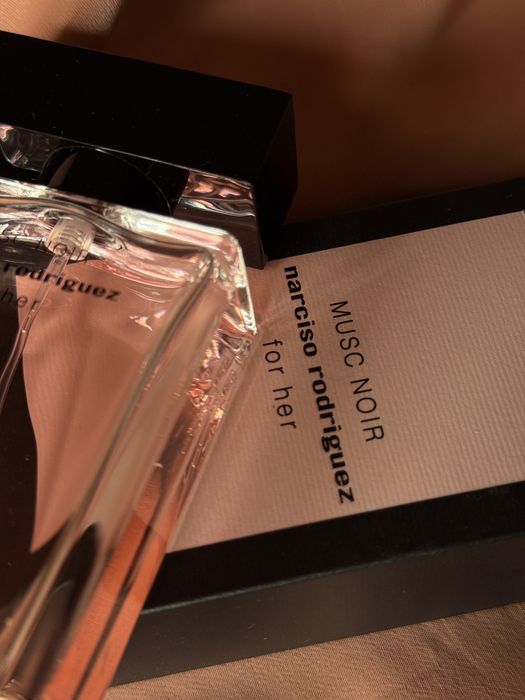 MUSC NOIR
narciso rodriguez
for her
rodriguez
her